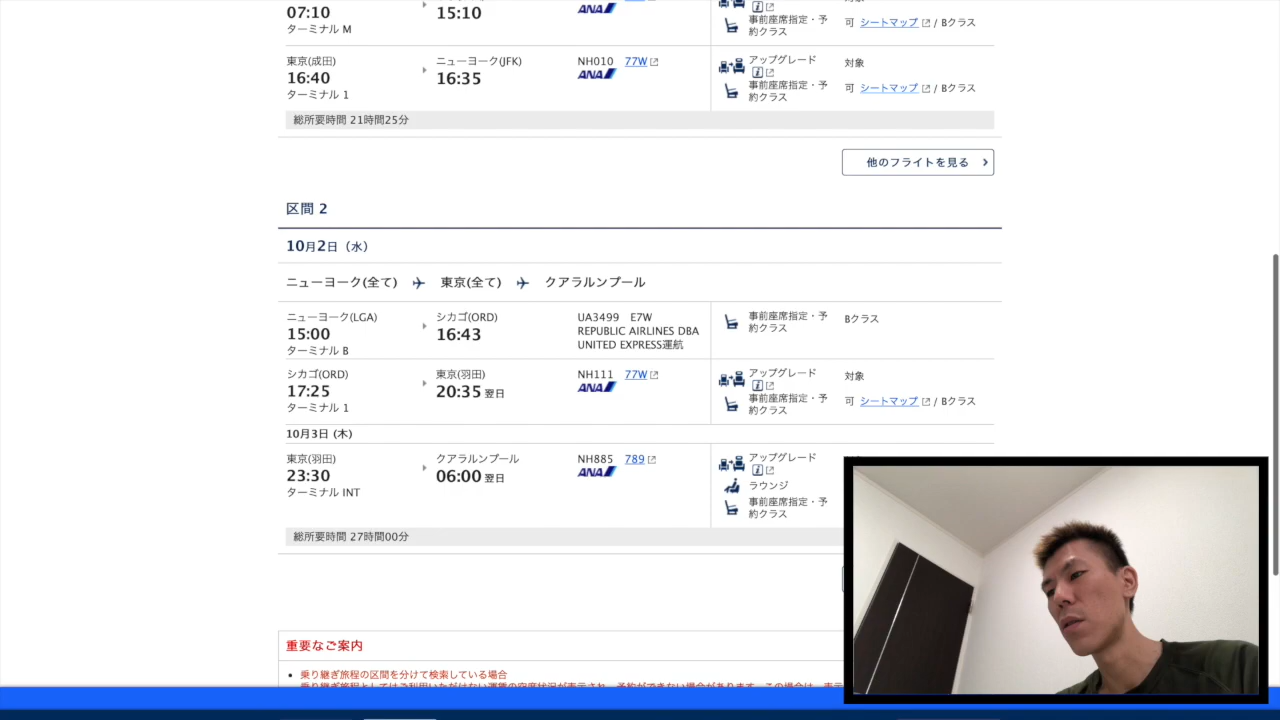 07:10
15:10
ANA
ターミナル M
事前座席指定・予
約クラス
可 シートマップ / Bクラス
東京(成田)
16:40
ターミナル 1
ニューヨーク(JFK)
16:35
NH010 77W
ANA
アップグレード
対象
事前座席指定・予
約クラス
可 シートマップ / Bクラス
総所要時間 21時間25分
他のフライトを見る
区間 2
10月2日（水）
ニューヨーク(全て) 東京(全て) クアラルンプール
ニューヨーク(LGA)
15:00
ターミナル B
シカゴ(ORD)
16:43
UA3499 E7W
REPUBLIC AIRLINES DBA
UNITED EXPRESS運航
事前座席指定・予
約クラス
Bクラス
シカゴ(ORD)
17:25
ターミナル 1
東京(羽田)
20:35 翌日
NH111 77W
ANA
アップグレード
対象
事前座席指定・予
約クラス
可 シートマップ / Bクラス
10月3日 (木)
東京(羽田)
23:30
ターミナル INT
クアラルンプール
06:00 翌日
NH885 789
ANA
アップグレード
ラウンジ
事前座席指定・予
約クラス
総所要時間 27時間00分
重要なご案内
乗り継ぎ旅程の区間を分けて検索している場合